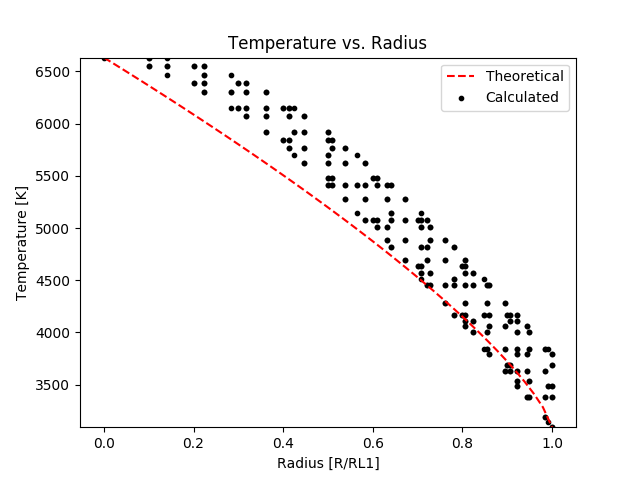 Temperature vs. Radius
Theoretical
Calculated
Temperature [K]
6500
6000
5500
5000
4500
4000
3500
0.0 0.2 0.4 0.6 0.8 1.0
Radius [R/RL1]